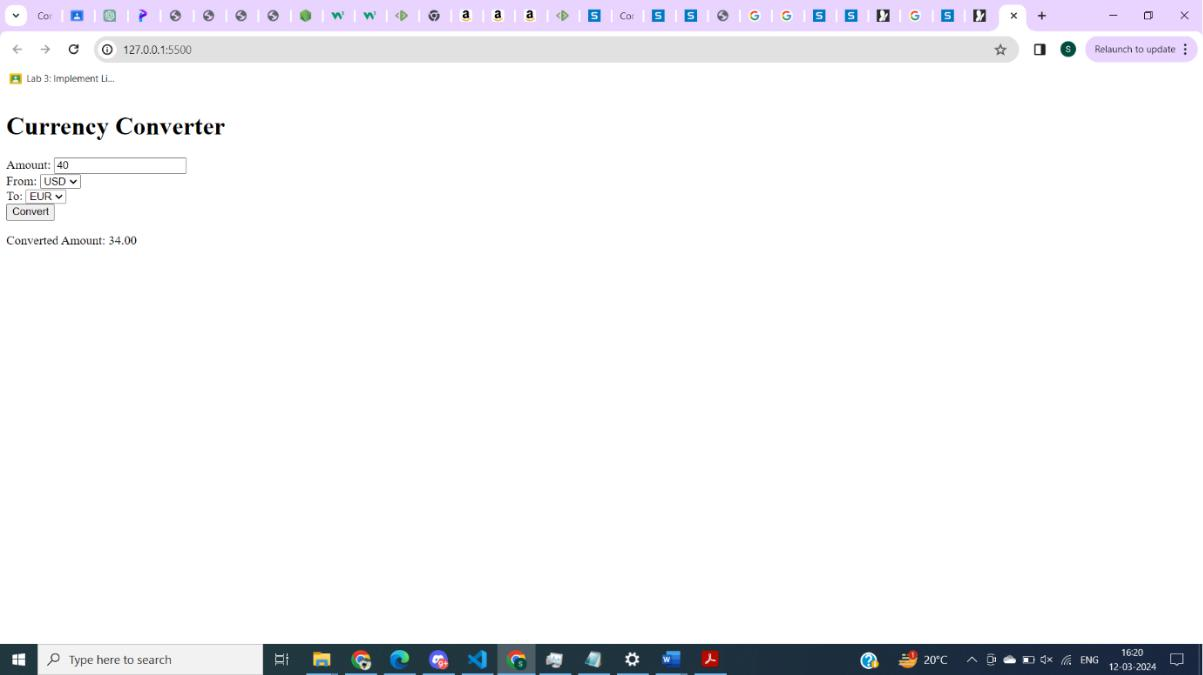 Cor
Cor
127.0.0.1:5500
Relaunch to update
S
Lab 3: Implement Li...
Currency Converter
Amount: 40
From: USD
To: EUR
Convert
Converted Amount: 34.00
Type here to search
20°C
ENG
16:20
12-03-2024